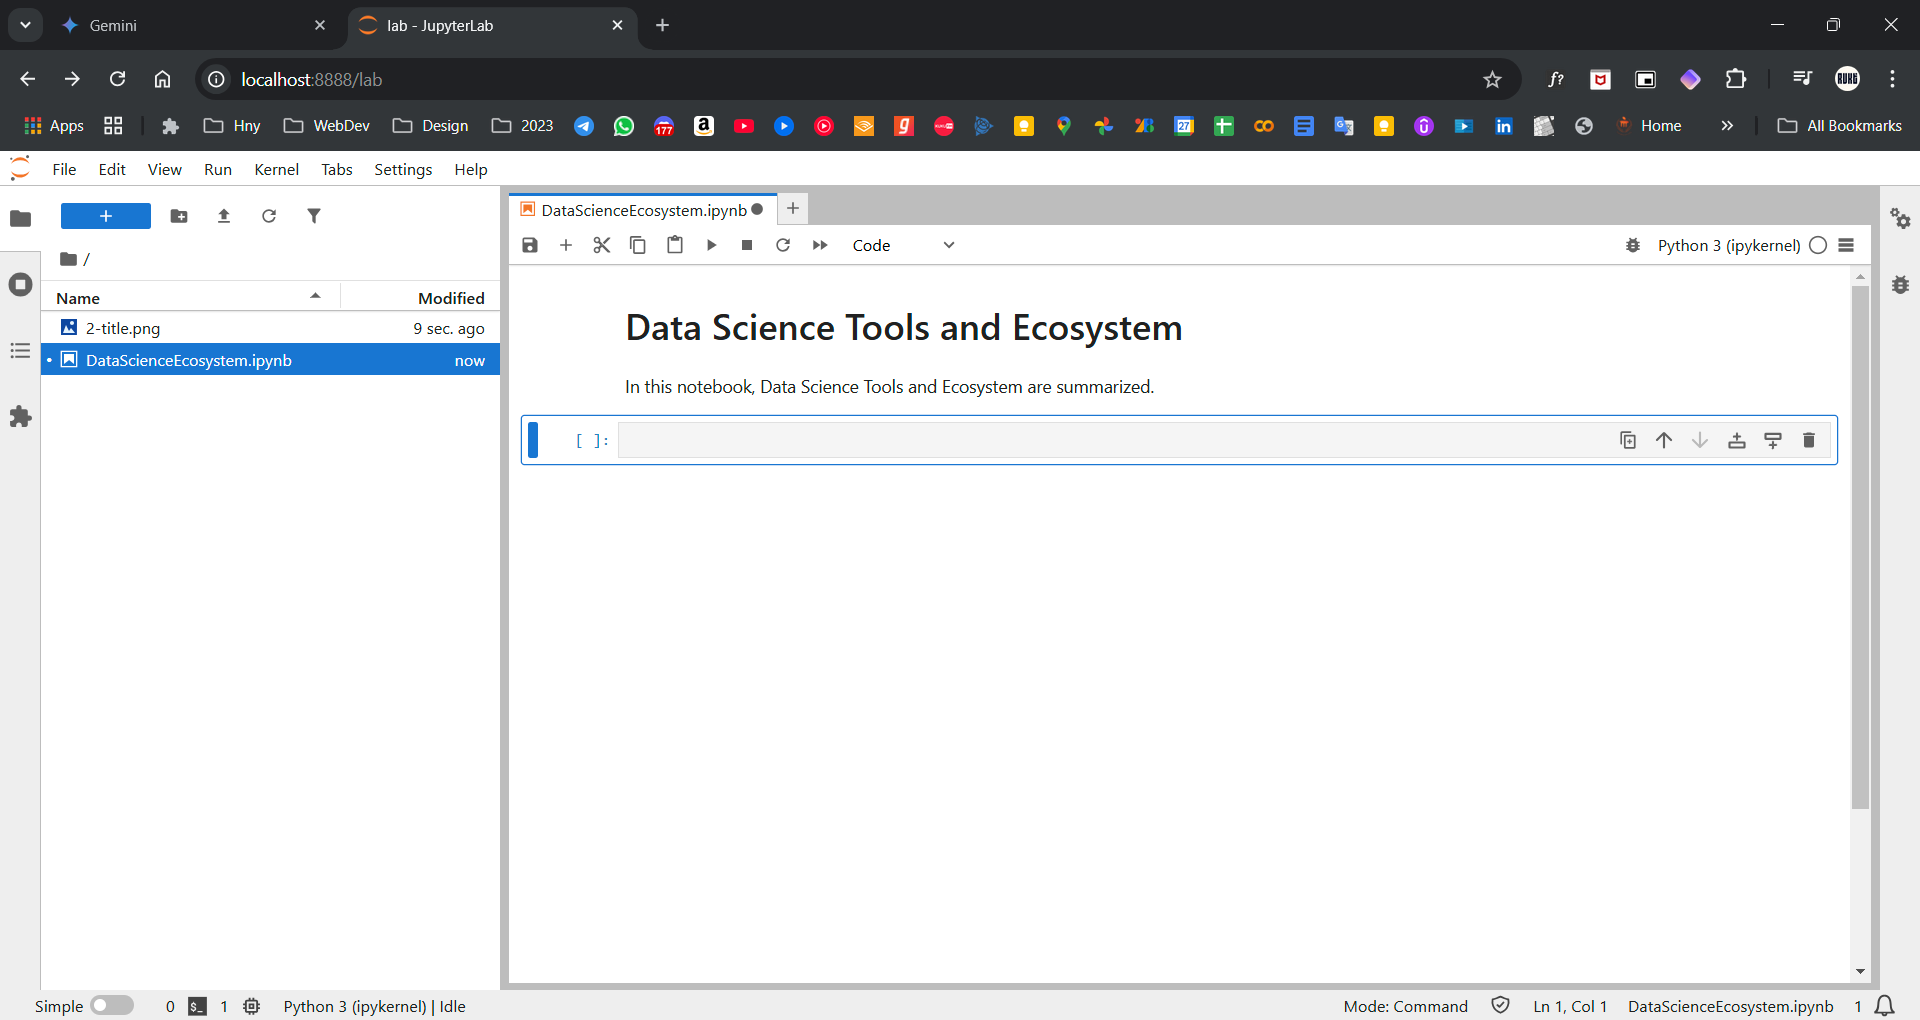 Gemini
lab - JupyterLab
localhost:8888/lab
Apps
Hny
WebDev
Design
2023
177
27
Home
All Bookmarks
File Edit View Run Kernel Tabs Settings Help
DataScienceEcosystem.ipynb
/
Code
Python 3 (ipykernel)
Name
Modified
2-title.png
9 sec. ago
DataScienceEcosystem.ipynb
now
Data Science Tools and Ecosystem
In this notebook, Data Science Tools and Ecosystem are summarized.
[ ]:
Simple
0
1
Python 3 (ipykernel) | Idle
Mode: Command
Ln 1, Col 1
DataScienceEcosystem.ipynb
1